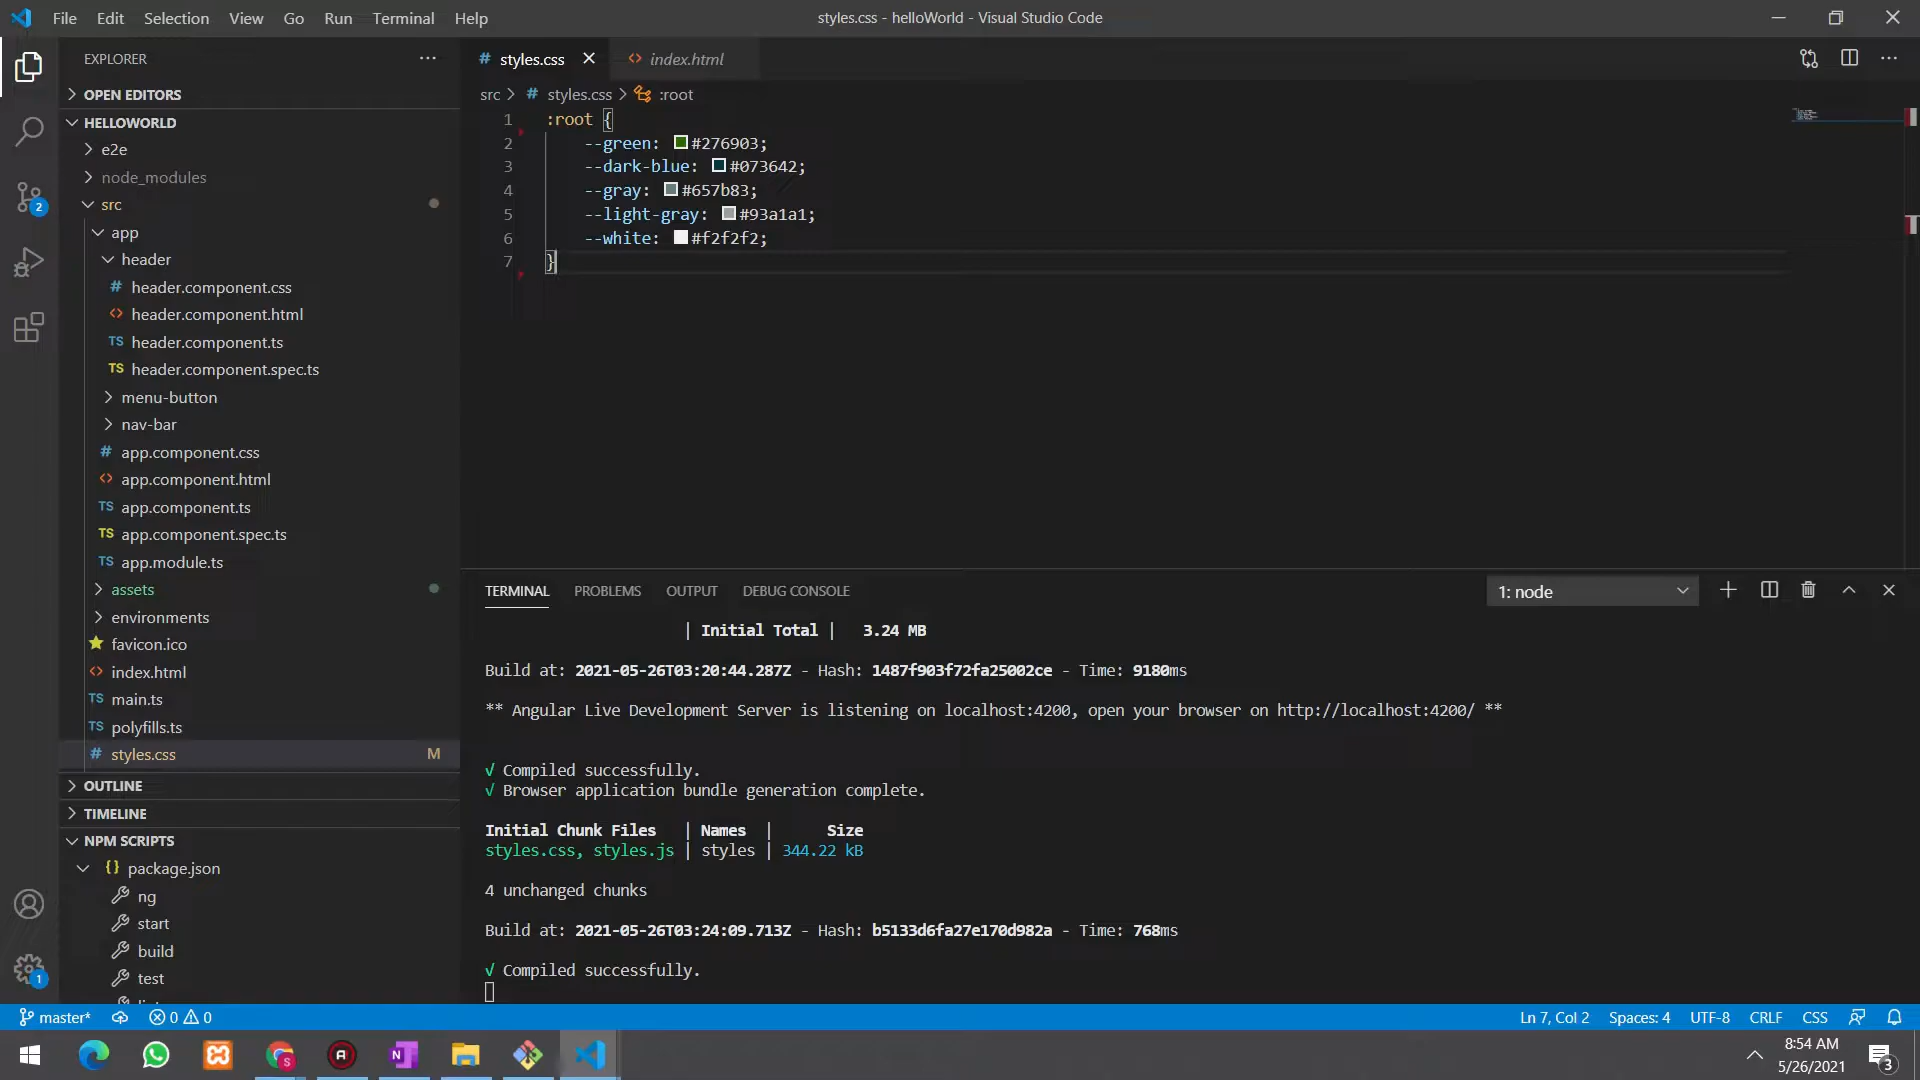 File Edit Selection View Go Run Terminal Help
styles.css - helloWorld - Visual Studio Code
EXPLORER
OPEN EDITORS
HELLOWORLD
e2e
node_modules
src
app
header
# header.component.css
<> header.component.html
TS header.component.ts
TS header.component.spec.ts
menu-button
nav-bar
# app.component.css
<> app.component.html
TS app.component.ts
TS app.component.spec.ts
TS app.module.ts
assets
environments
favicon.ico
<> index.html
TS main.ts
TS polyfills.ts
# styles.css M
OUTLINE
TIMELINE
NPM SCRIPTS
{} package.json
ng
start
build
test
2
1
# styles.css
<> index.html
src > # styles.css > :root
1 :root {
2 --green: #276903;
3 --dark-blue: #073642;
4 --gray: #657b83;
5 --light-gray: #93a1a1;
6 --white: #f2f2f2;
7 }
TERMINAL PROBLEMS OUTPUT DEBUG CONSOLE
1: node
| Initial Total | 3.24 MB
Build at: 2021-05-26T03:20:44.287Z - Hash: 1487f903f72fa25002ce - Time: 9180ms
** Angular Live Development Server is listening on localhost:4200, open your browser on http://localhost:4200/ **
√ Compiled successfully.
√ Browser application bundle generation complete.
Initial Chunk Files | Names | Size
styles.css, styles.js | styles | 344.22 kB
4 unchanged chunks
Build at: 2021-05-26T03:24:09.713Z - Hash: b5133d6fa27e170d982a - Time: 768ms
√ Compiled successfully.
master* 0 0
Ln 7, Col 2 Spaces: 4 UTF-8 CRLF CSS
8:54 AM
5/26/2021
3